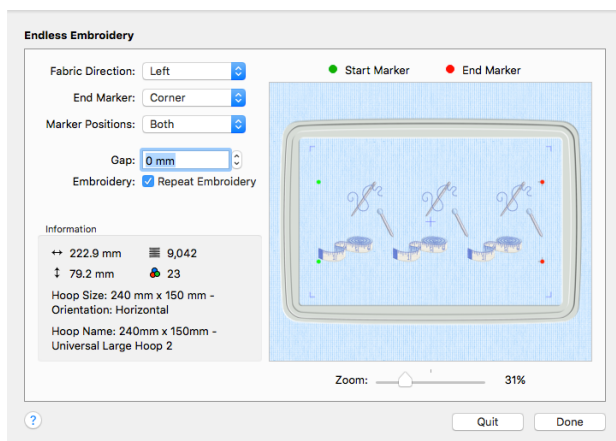 Endless Embroidery
Fabric Direction: Left
End Marker: Corner
Marker Positions: Both
Gap: 0 mm
Embroidery: Repeat Embroidery
Start Marker End Marker
Information
222.9 mm 9,042
79.2 mm 23
Hoop Size: 240 mm x 150 mm -
Orientation: Horizontal
Hoop Name: 240mm x 150mm -
Universal Large Hoop 2
Zoom: 31%
? Quit Done